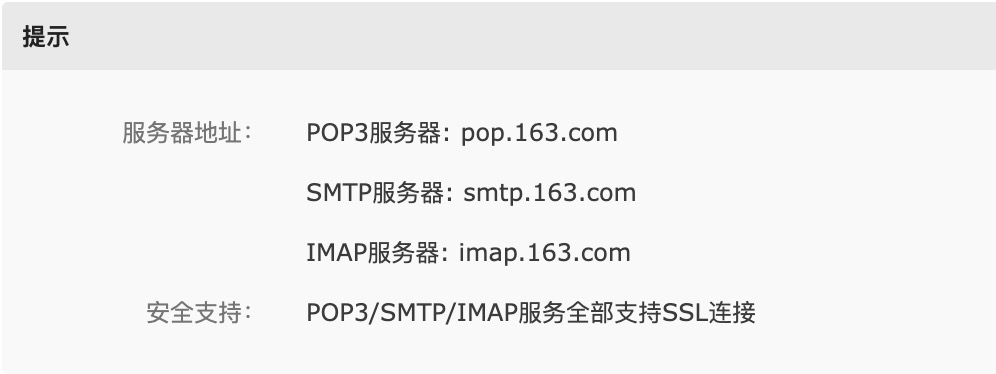 提示
服务器地址： POP3服务器: pop.163.com
SMTP服务器: smtp.163.com
IMAP服务器: imap.163.com
安全支持： POP3/SMTP/IMAP服务全部支持SSL连接